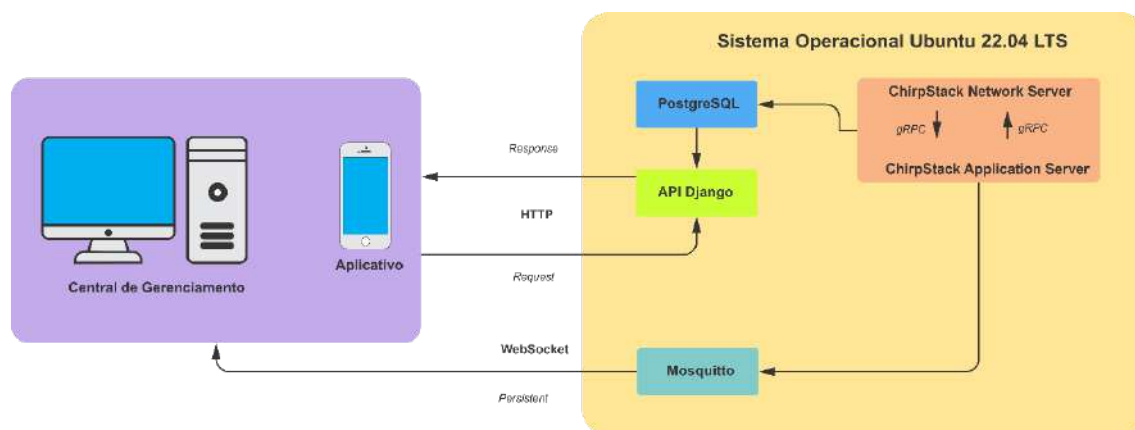 Sistema Operacional Ubuntu 22.04 LTS
PostgreSQL
ChirpStack Network Server
gRPC
gRPC
ChirpStack Application Server
Response
API Django
HTTP
Aplicativo
Central de Gerenciamento
Request
WebSocket
Mosquitto
Persistent